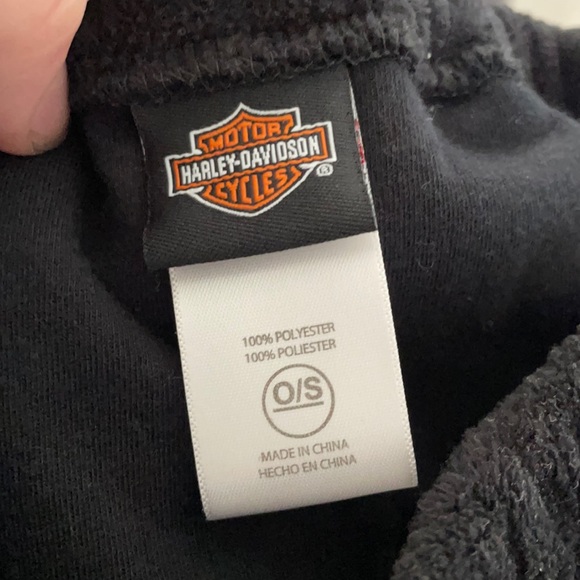 MOTOR
HARLEY-DAVIDSON
CYCLES
®
100% POLYESTER
100% POLIESTER
O/S
MADE IN CHINA
HECHO EN CHINA